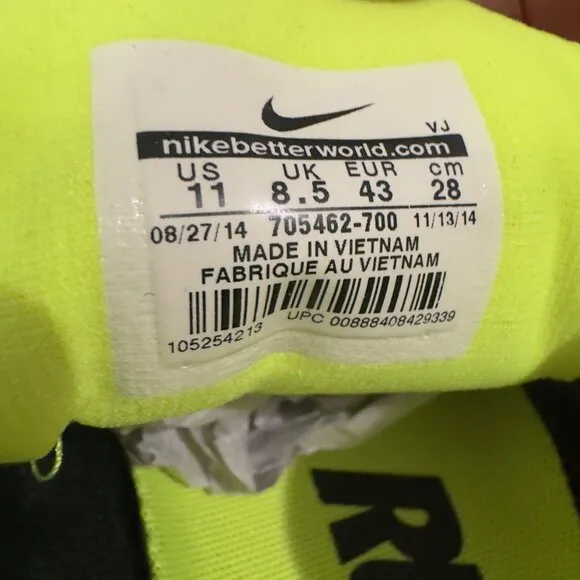 VJ
nikebetterworld.com
US UK EUR cm
11 8.5 43 28
08/27/14 705462-700 11/13/14
MADE IN VIETNAM
FABRIQUE AU VIETNAM
105254213 UPC 00888408429339